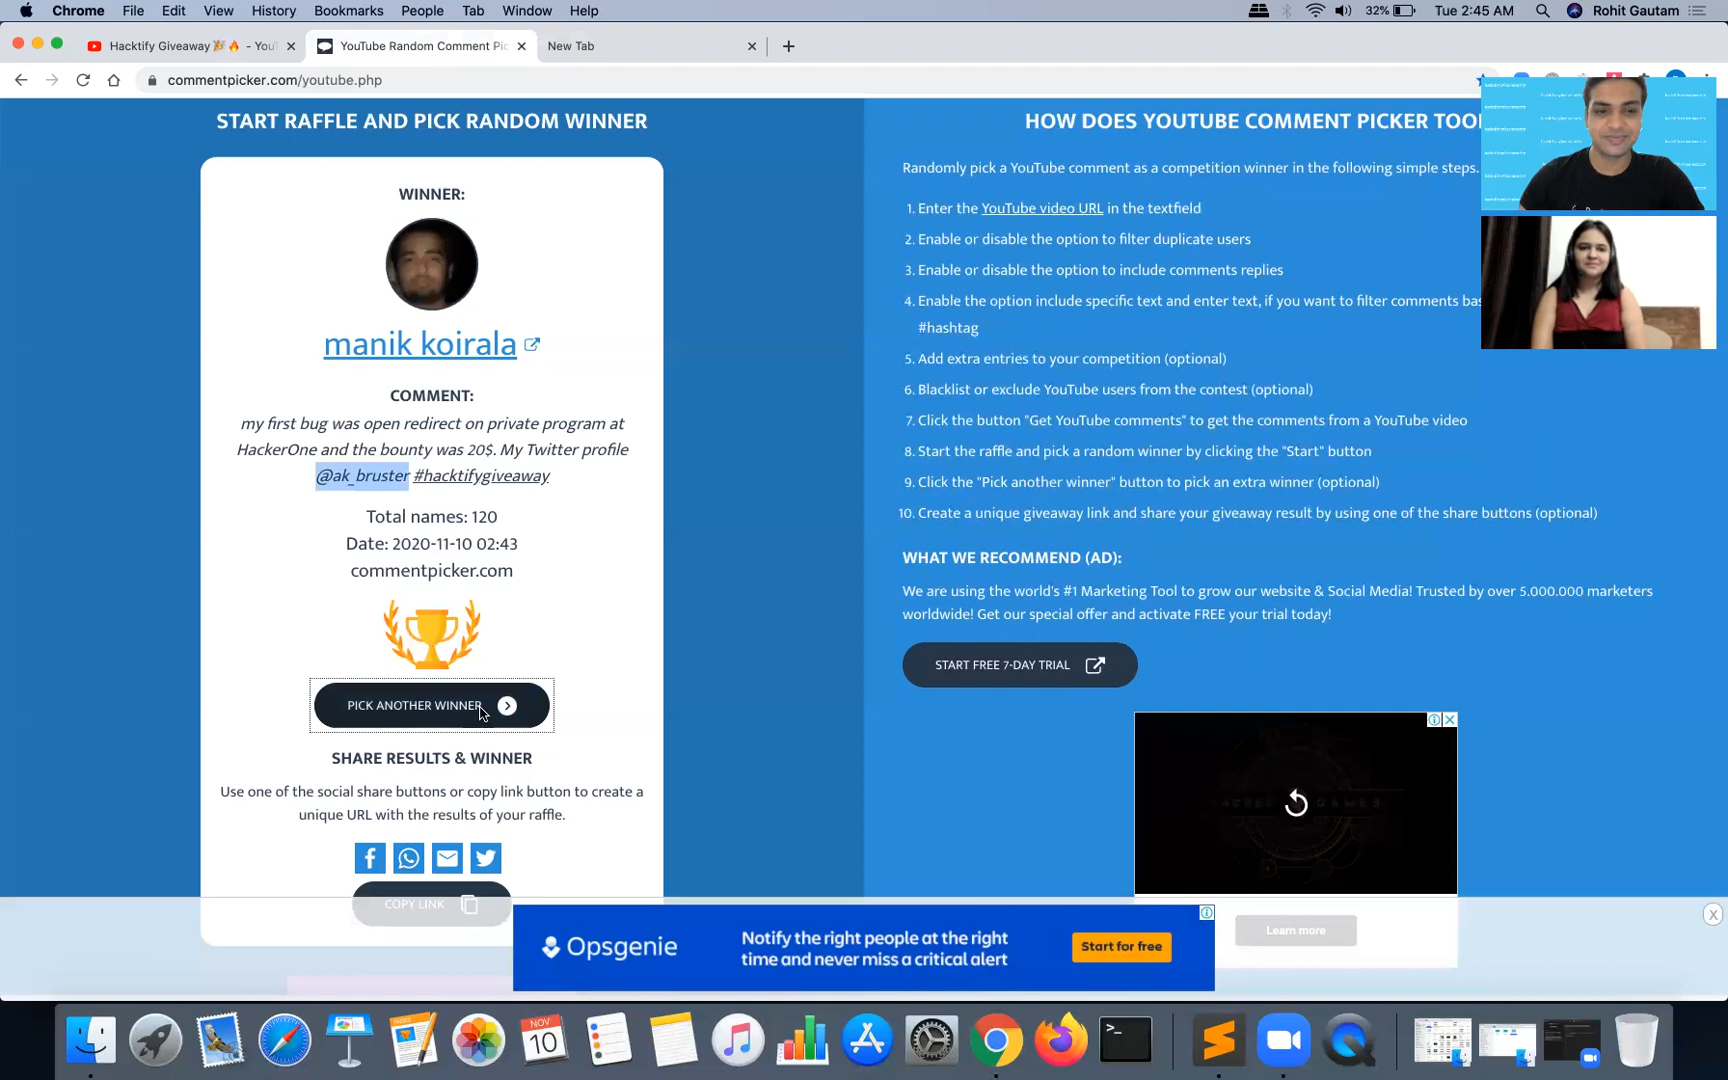 Chrome File Edit View History Bookmarks People Tab Window Help 32% Tue 2:45 AM Rohit Gautam
Hacktify Giveaway🎉🔥 - You YouTube Random Comment Pic New Tab
commentpicker.com/youtube.php
START RAFFLE AND PICK RANDOM WINNER
WINNER:
manik koirala
COMMENT:
my first bug was open redirect on private program at
HackerOne and the bounty was 20$. My Twitter profile
@ak_bruster #hacktifygiveaway
Total names: 120
Date: 2020-11-10 02:43
commentpicker.com
PICK ANOTHER WINNER
SHARE RESULTS & WINNER
Use one of the social share buttons or copy link button to create a
unique URL with the results of your raffle.
COPY LINK
HOW DOES YOUTUBE COMMENT PICKER TOO
Randomly pick a YouTube comment as a competition winner in the following simple steps.
1. Enter the YouTube video URL in the textfield
2. Enable or disable the option to filter duplicate users
3. Enable or disable the option to include comments replies
4. Enable the option include specific text and enter text, if you want to filter comments bas
#hashtag
5. Add extra entries to your competition (optional)
6. Blacklist or exclude YouTube users from the contest (optional)
7. Click the button "Get YouTube comments" to get the comments from a YouTube video
8. Start the raffle and pick a random winner by clicking the "Start" button
9. Click the "Pick another winner" button to pick an extra winner (optional)
10. Create a unique giveaway link and share your giveaway result by using one of the share buttons (optional)
WHAT WE RECOMMEND (AD):
We are using the world's #1 Marketing Tool to grow our website & Social Media! Trusted by over 5.000.000 marketers
worldwide! Get our special offer and activate FREE your trial today!
START FREE 7-DAY TRIAL
Learn more
Opsgenie
Notify the right people at the right
time and never miss a critical alert
Start for free
NOV
10